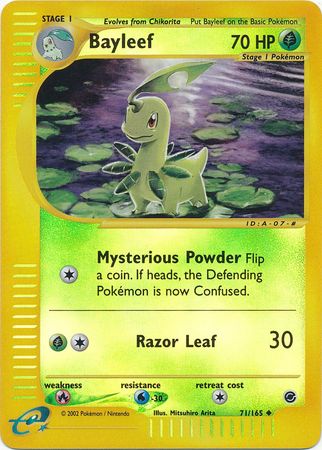 STAGE 1
Evolves from Chikorita
Put Bayleef on the Basic Pokémon
Bayleef
70 HP
Stage 1 Pokémon
ID:A-07-#
Mysterious Powder Flip
a coin. If heads, the Defending
Pokémon is now Confused.
Razor Leaf
30
weakness
resistance
retreat cost
-30
e
© 2002 Pokémon / Nintendo
Illus. Mitsuhiro Arita
71/165